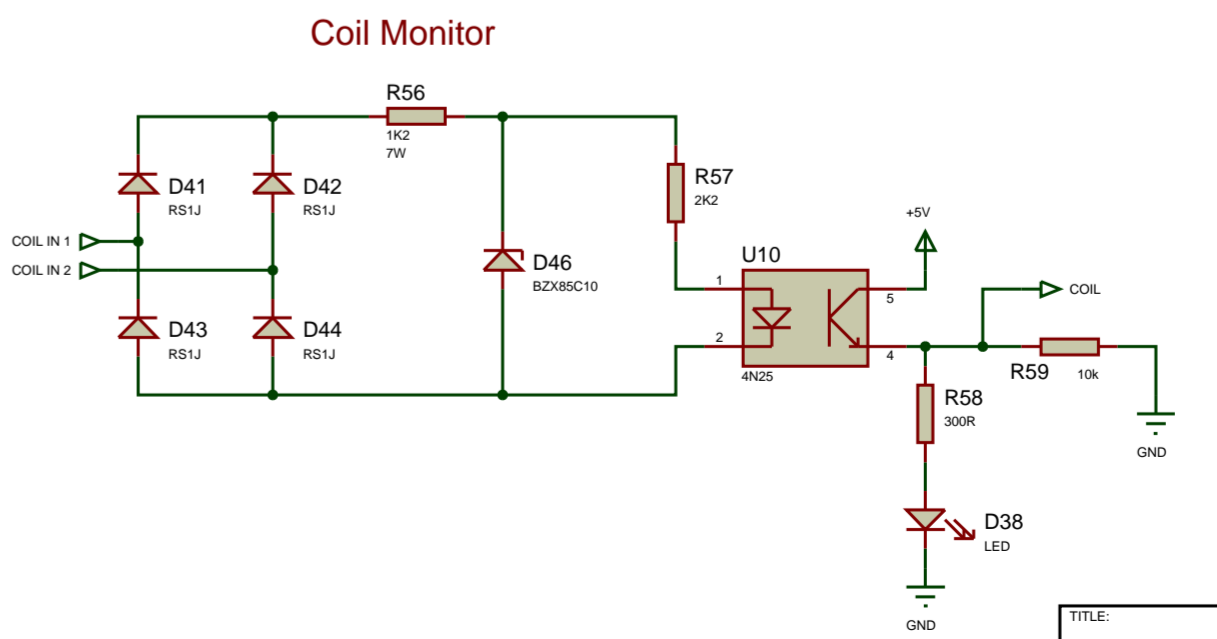 Coil Monitor
R56
1K2
7W
D41
RS1J
D42
RS1J
R57
2K2
+5V
COIL IN 1
COIL IN 2
D46
BZX85C10
U10
1
5
COIL
D43
RS1J
D44
RS1J
2
4
4N25
R59
10k
R58
300R
GND
D38
LED
GND
TITLE: